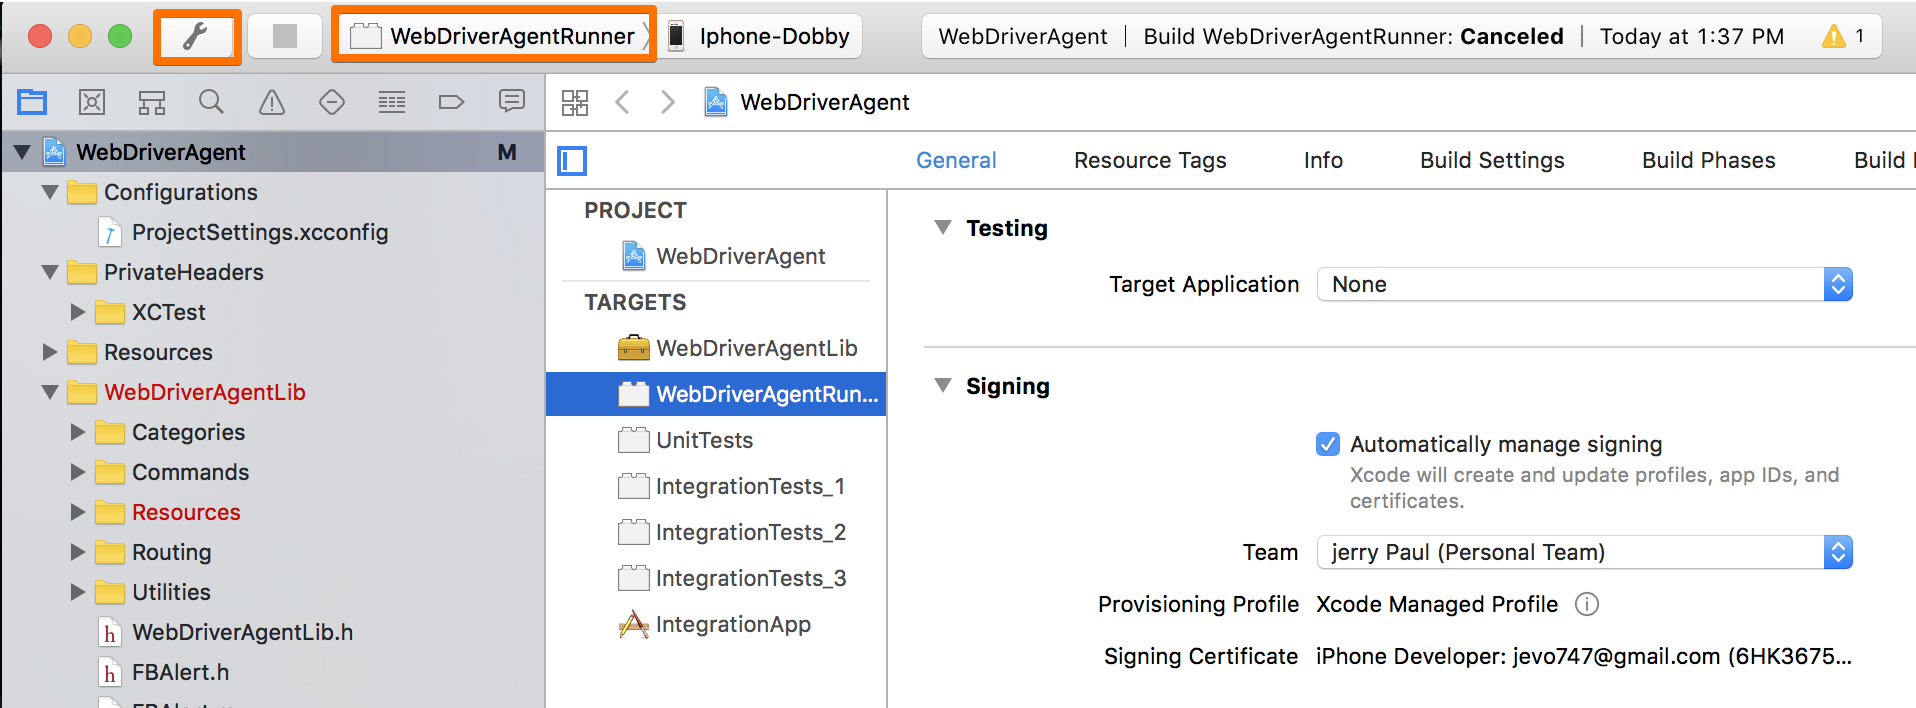 WebDriverAgentRunner
Iphone-Dobby
WebDriverAgent | Build WebDriverAgentRunner: Canceled | Today at 1:37 PM
1
WebDriverAgent
WebDriverAgent M
Configurations
ProjectSettings.xcconfig
PrivateHeaders
XCTest
Resources
WebDriverAgentLib
Categories
Commands
Resources
Routing
Utilities
h WebDriverAgentLib.h
h FBAlert.h
General Resource Tags Info Build Settings Build Phases Build
PROJECT
WebDriverAgent
TARGETS
WebDriverAgentLib
WebDriverAgentRun...
UnitTests
IntegrationTests_1
IntegrationTests_2
IntegrationTests_3
IntegrationApp
Testing
Target Application None
Signing
Automatically manage signing
Xcode will create and update profiles, app IDs, and
certificates.
Team jerry Paul (Personal Team)
Provisioning Profile Xcode Managed Profile
Signing Certificate iPhone Developer: jevo747@gmail.com (6HK3675...